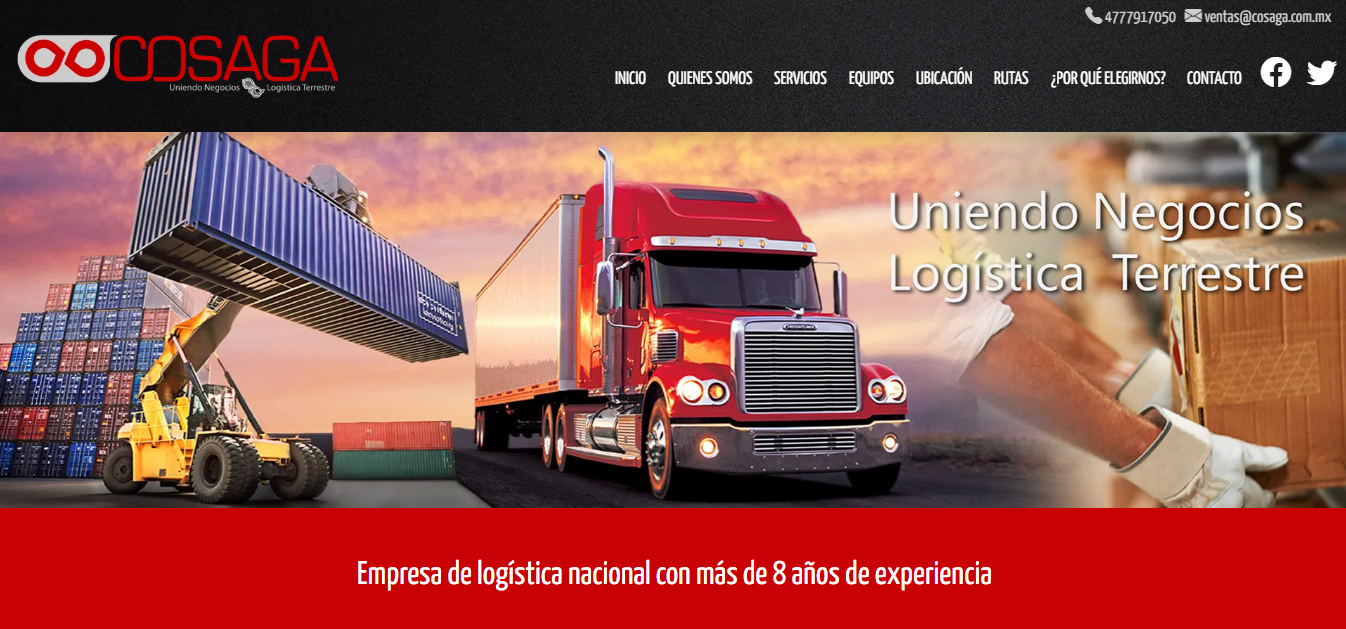 4777917050 ventas@cosaga.com.mx
COSAGA
Uniendo Negocios Logística Terrestre
INICIO QUIENES SOMOS SERVICIOS EQUIPOS UBICACIÓN RUTAS ¿POR QUÉ ELEGIRNOS? CONTACTO
Uniendo Negocios
Logística Terrestre
FREIGHTLINER
Empresa de logística nacional con más de 8 años de experiencia